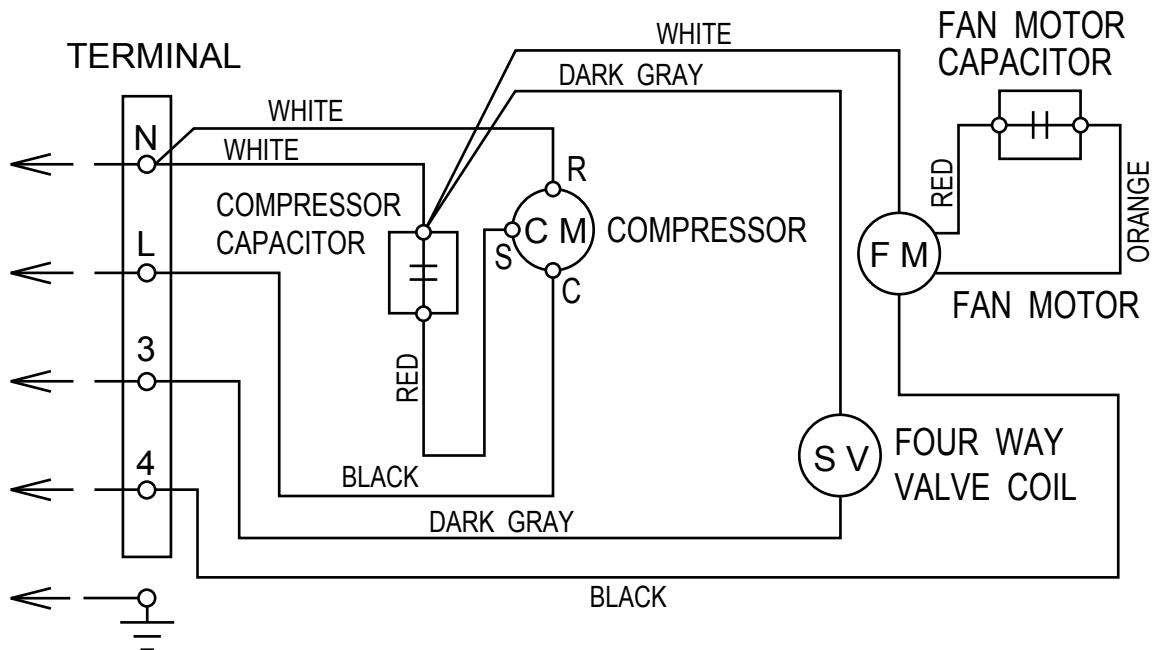 FAN MOTOR
CAPACITOR
WHITE
TERMINAL
DARK GRAY
WHITE
N
WHITE
R
RED
ORANGE
COMPRESSOR
CAPACITOR
S
C M
COMPRESSOR
L
C
F M
FAN MOTOR
3
RED
4
BLACK
S V
FOUR WAY
VALVE COIL
DARK GRAY
BLACK